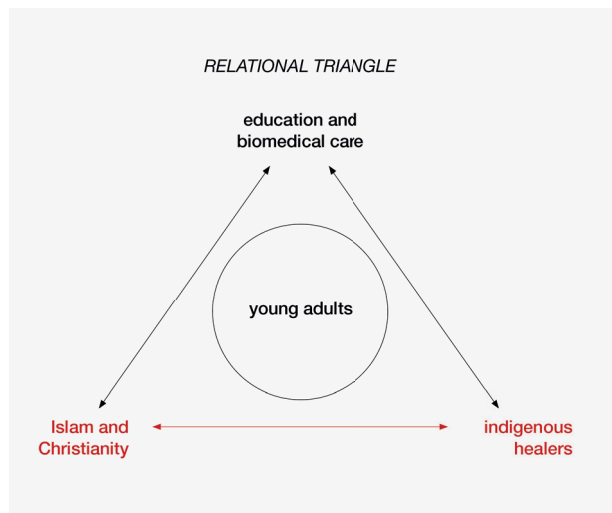 RELATIONAL TRIANGLE
education and
biomedical care
young adults
Islam and
Christianity
indigenous
healers